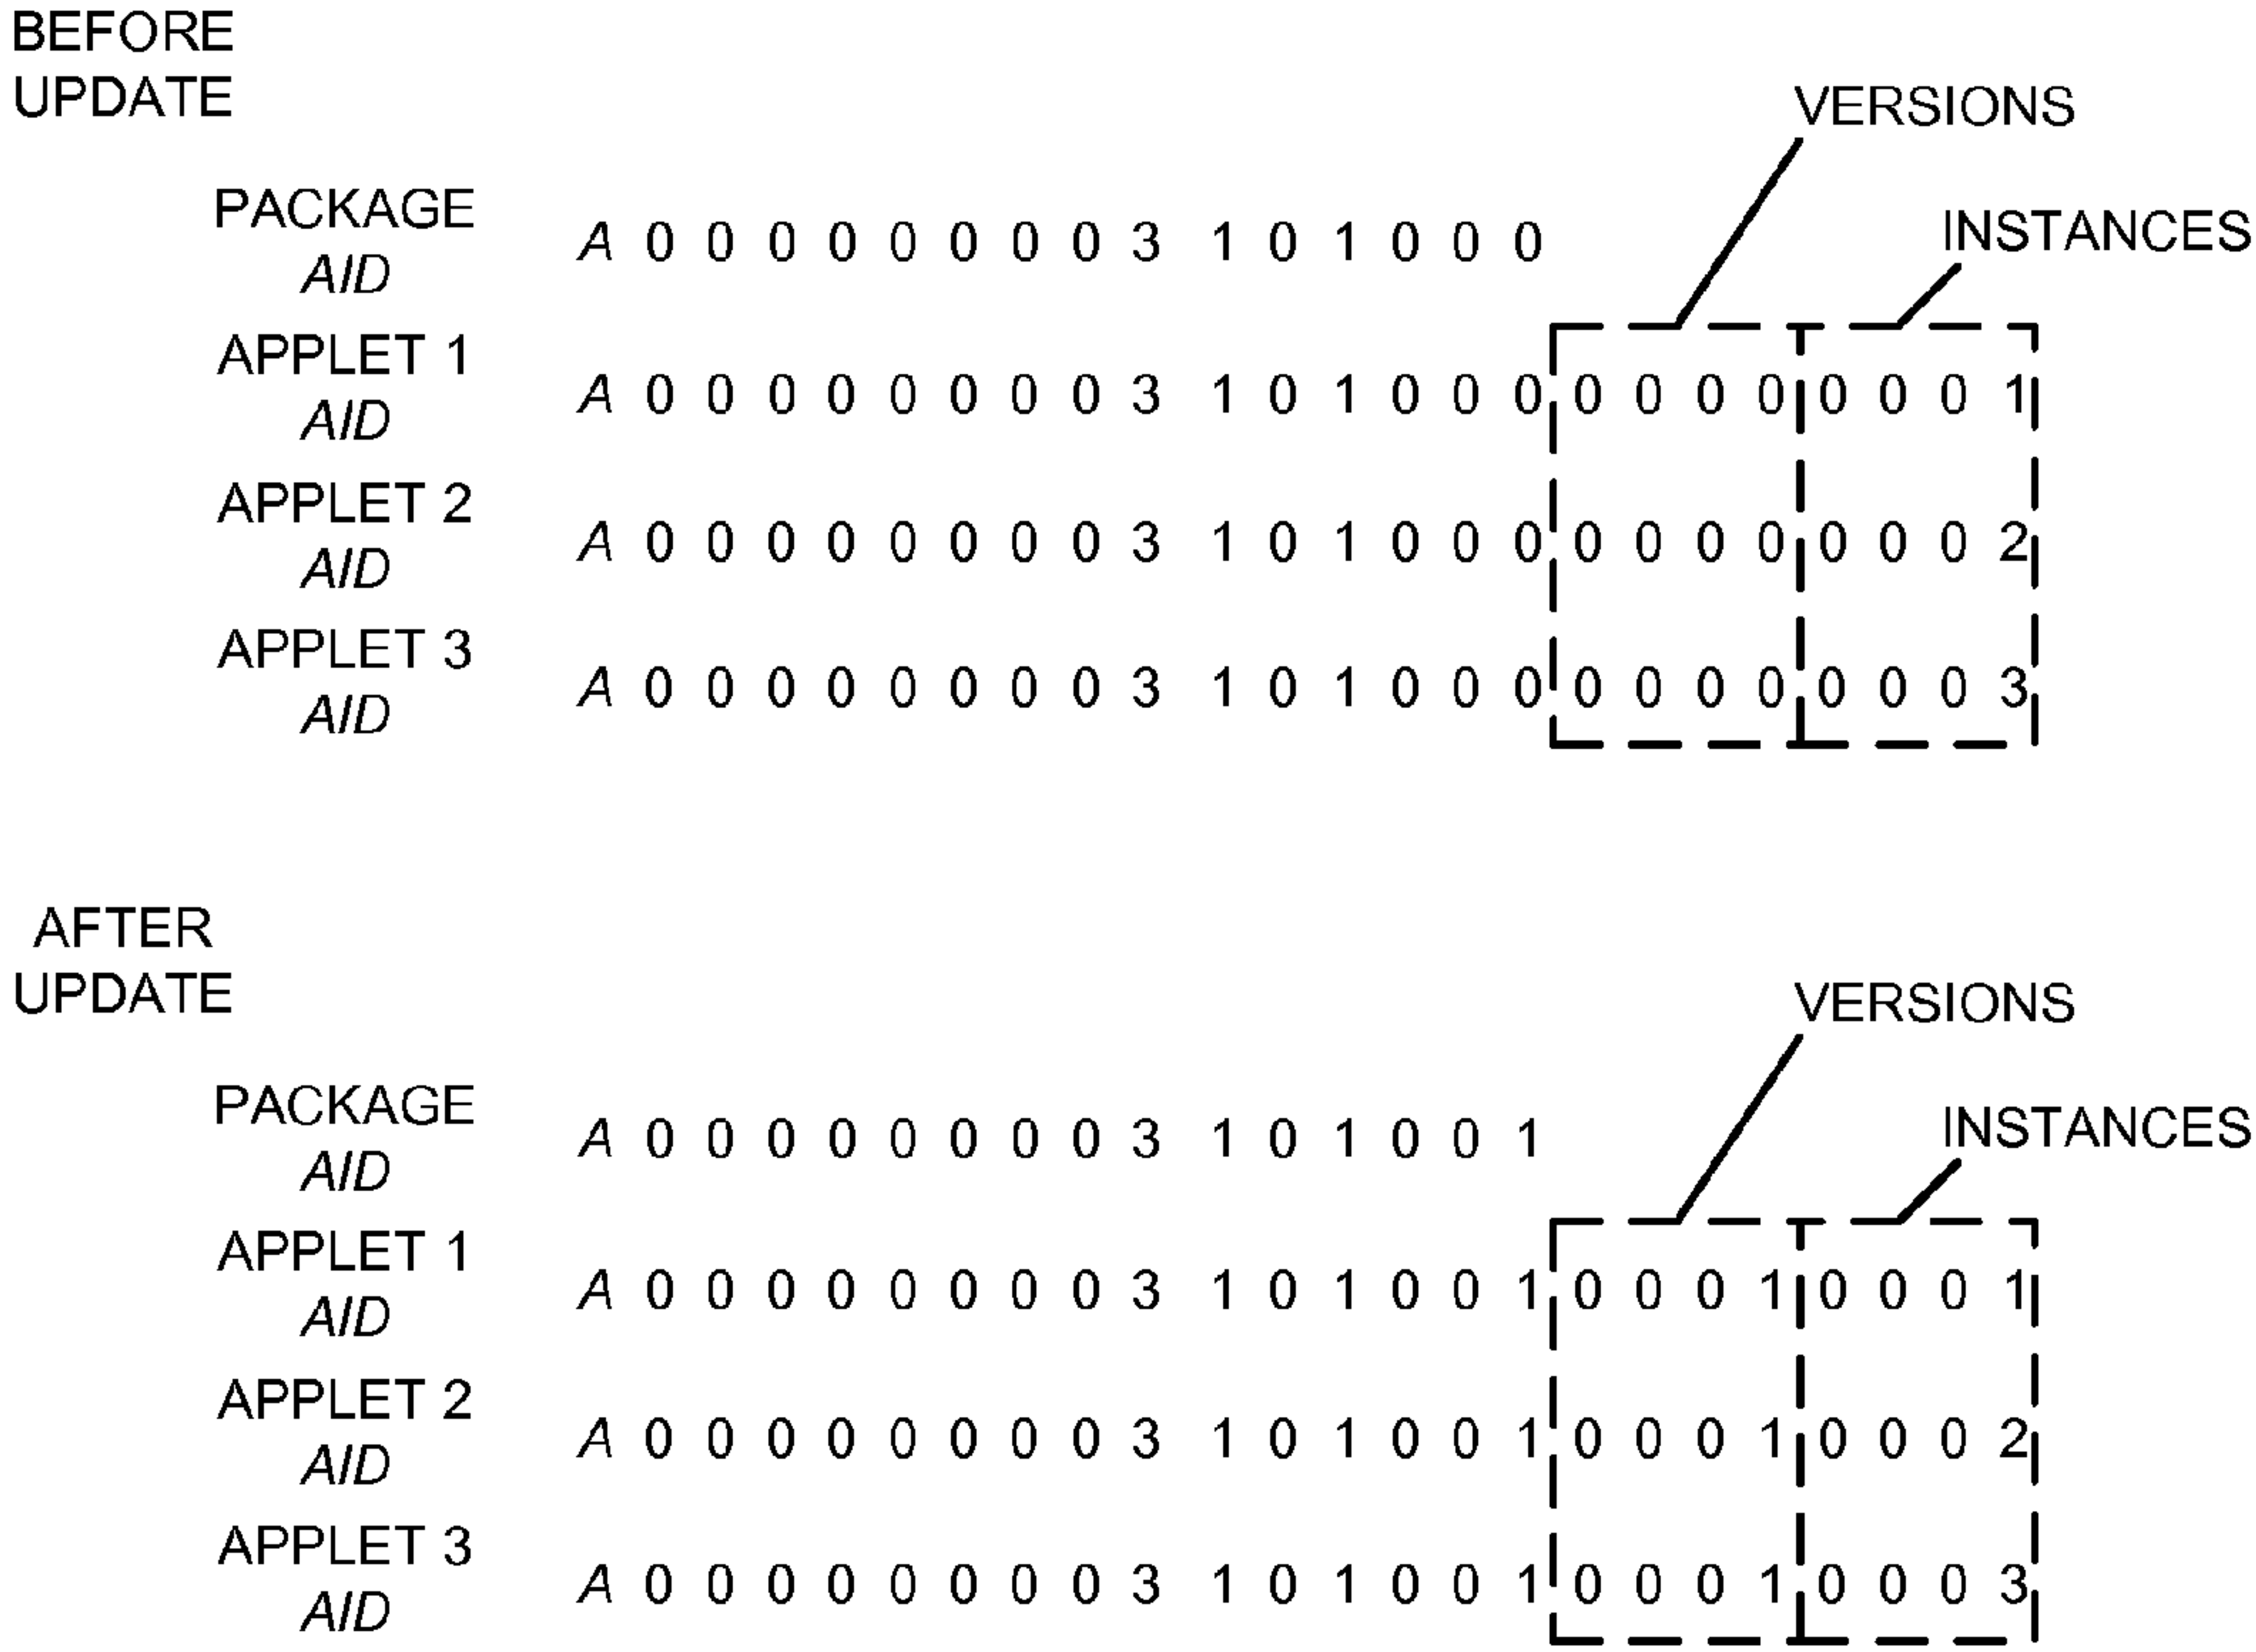 BEFORE
UPDATE
VERSIONS
INSTANCES
PACKAGE
AID
A 0 0 0 0 0 0 0 0 3 1 0 1 0 0 0
APPLET 1
AID
A 0 0 0 0 0 0 0 0 3 1 0 1 0 0 0 0 0 0 0 0 0 0 1
APPLET 2
AID
A 0 0 0 0 0 0 0 0 3 1 0 1 0 0 0 0 0 0 0 0 0 0 2
APPLET 3
AID
A 0 0 0 0 0 0 0 0 3 1 0 1 0 0 0 0 0 0 0 0 0 0 3
AFTER
UPDATE
VERSIONS
INSTANCES
PACKAGE
AID
A 0 0 0 0 0 0 0 0 3 1 0 1 0 0 1
APPLET 1
AID
A 0 0 0 0 0 0 0 0 3 1 0 1 0 0 1 0 0 0 1 0 0 0 1
APPLET 2
AID
A 0 0 0 0 0 0 0 0 3 1 0 1 0 0 1 0 0 0 1 0 0 0 2
APPLET 3
AID
A 0 0 0 0 0 0 0 0 3 1 0 1 0 0 1 0 0 0 1 0 0 0 3